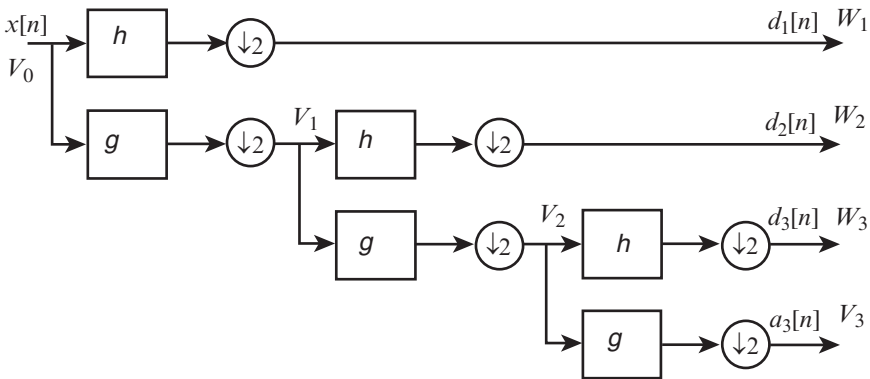 x[n] h ↓2 d₁[n] W₁
V₀
g ↓2 V₁ h ↓2 d₂[n] W₂
g ↓2 V₂ h ↓2 d₃[n] W₃
g ↓2 a₃[n] V₃